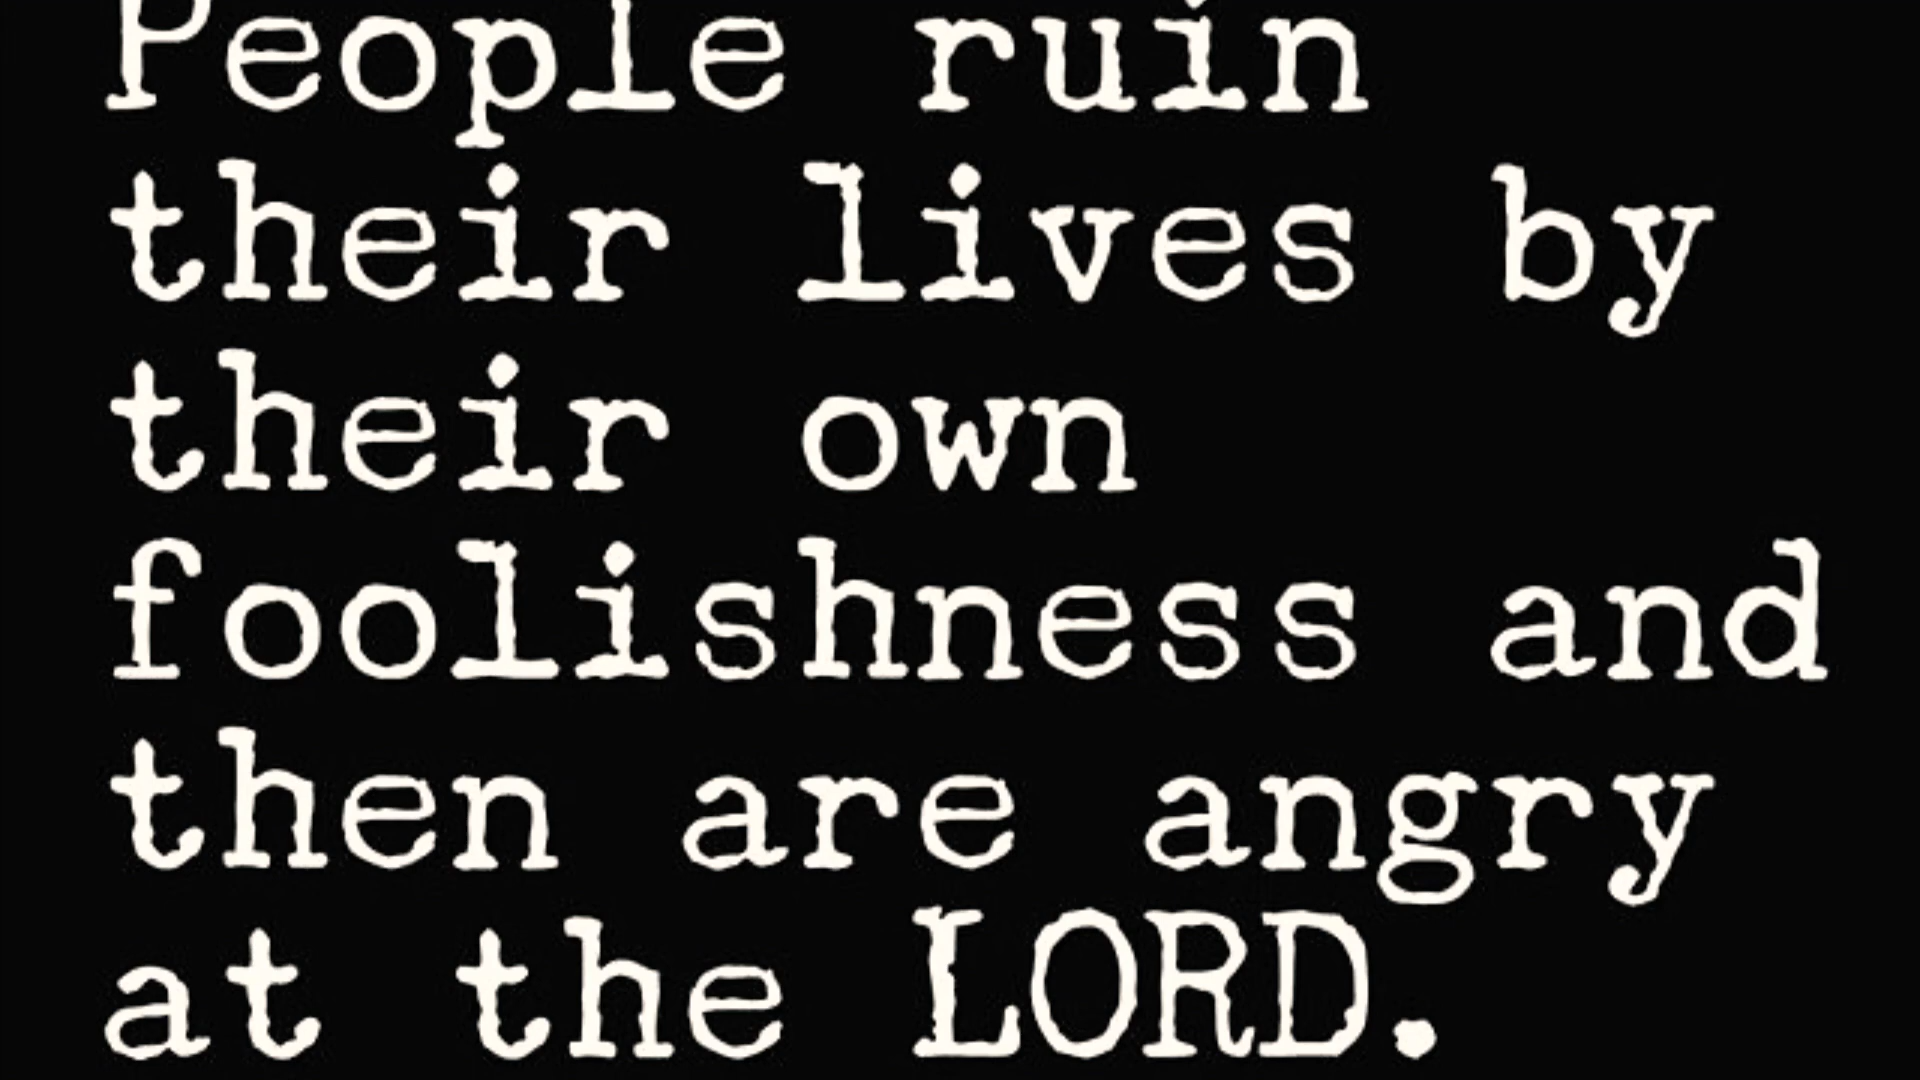 People ruin
their lives by
their own
foolishness and
then are angry
at the LORD.